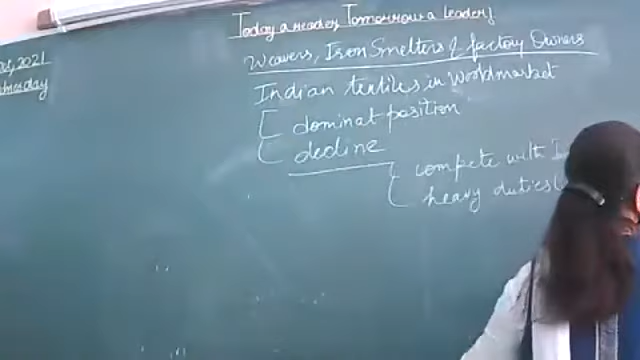 Today a reader, Tomorrow a Leader!
2021
Weavers, Iron Smelters & factory Owners
Indian textiles in world market
dominat position
decline
compete with
heavy duties